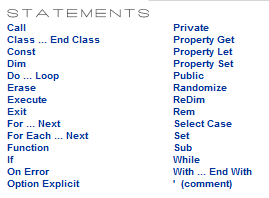 STATEMENTS
Call
Class ... End Class
Const
Dim
Do ... Loop
Erase
Execute
Exit
For ... Next
For Each ... Next
Function
If
On Error
Option Explicit
Private
Property Get
Property Let
Property Set
Public
Randomize
ReDim
Rem
Select Case
Set
Sub
While
With ... End With
' (comment)